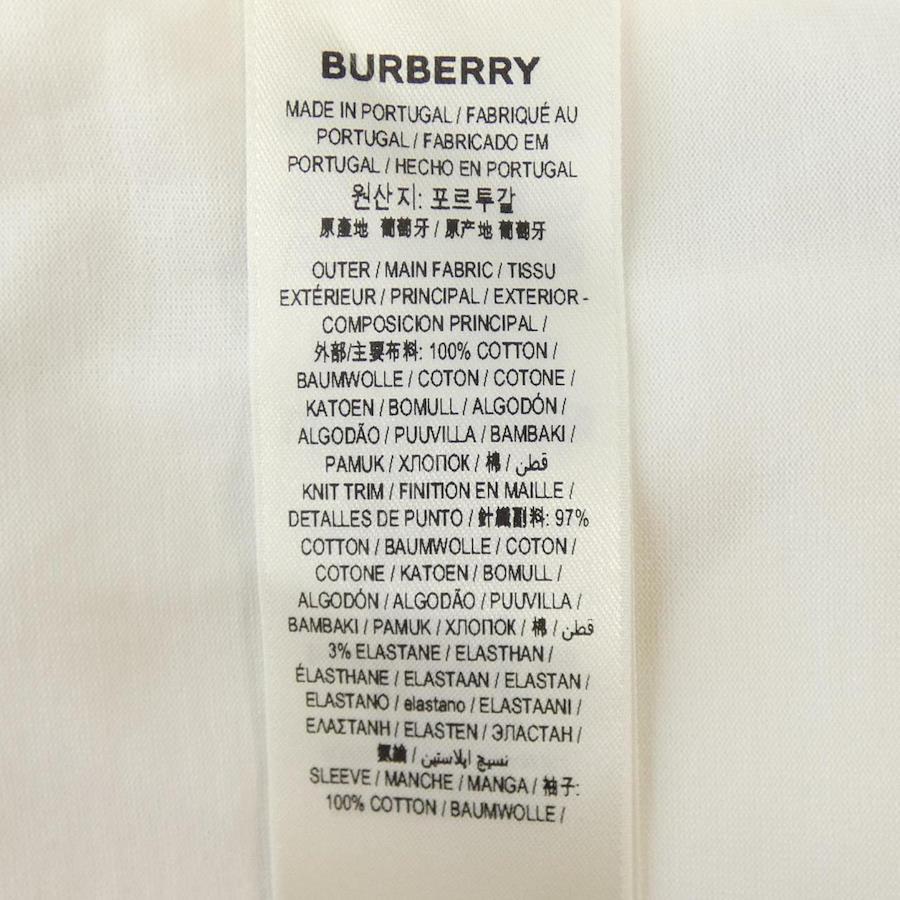 BURBERRY
MADE IN PORTUGAL / FABRIQUÉ AU
PORTUGAL / FABRICADO EM
PORTUGAL / HECHO EN PORTUGAL
원산지: 포르투갈
原產地 葡萄牙 / 原产地 葡萄牙
OUTER / MAIN FABRIC / TISSU
EXTÉRIEUR / PRINCIPAL / EXTERIOR -
COMPOSICION PRINCIPAL /
外部/主要布料: 100% COTTON /
BAUMWOLLE / COTON / COTONE /
KATOEN / BOMULL / ALGODÓN /
ALGODÃO / PUUVILLA / BAMBAKI /
PAMUK / ХЛОПОК / 棉 / قطن
KNIT TRIM / FINITION EN MAILLE /
DETALLES DE PUNTO / 針織副料: 97%
COTTON / BAUMWOLLE / COTON /
COTONE / KATOEN / BOMULL /
ALGODÓN / ALGODÃO / PUUVILLA /
BAMBAKI / PAMUK / ХЛОПОК / 棉 / قطن
3% ELASTANE / ELASTHAN /
ÉLASTHANE / ELASTAAN / ELASTAN /
ELASTANO / elastano / ELASTAANI /
ΕΛΑΣΤΑΝΗ / ELASTEN / ЭЛАСТАН /
氨綸 / نسيج ايلاستين
SLEEVE / MANCHE / MANGA / 袖子:
100% COTTON / BAUMWOLLE /